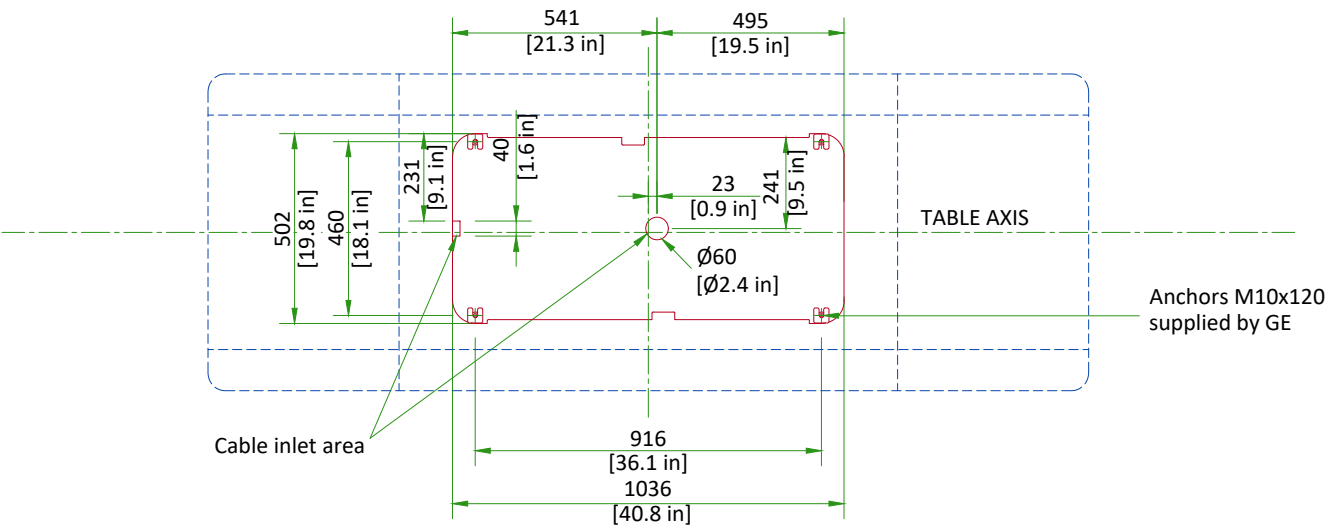 541
[21.3 in]
495
[19.5 in]
40
[1.6 in]
231
[9.1 in]
241
[9.5 in]
23
[0.9 in]
502
[19.8 in]
460
[18.1 in]
TABLE AXIS
Ø60
[Ø2.4 in]
Anchors M10x120
supplied by GE
Cable inlet area
916
[36.1 in]
1036
[40.8 in]